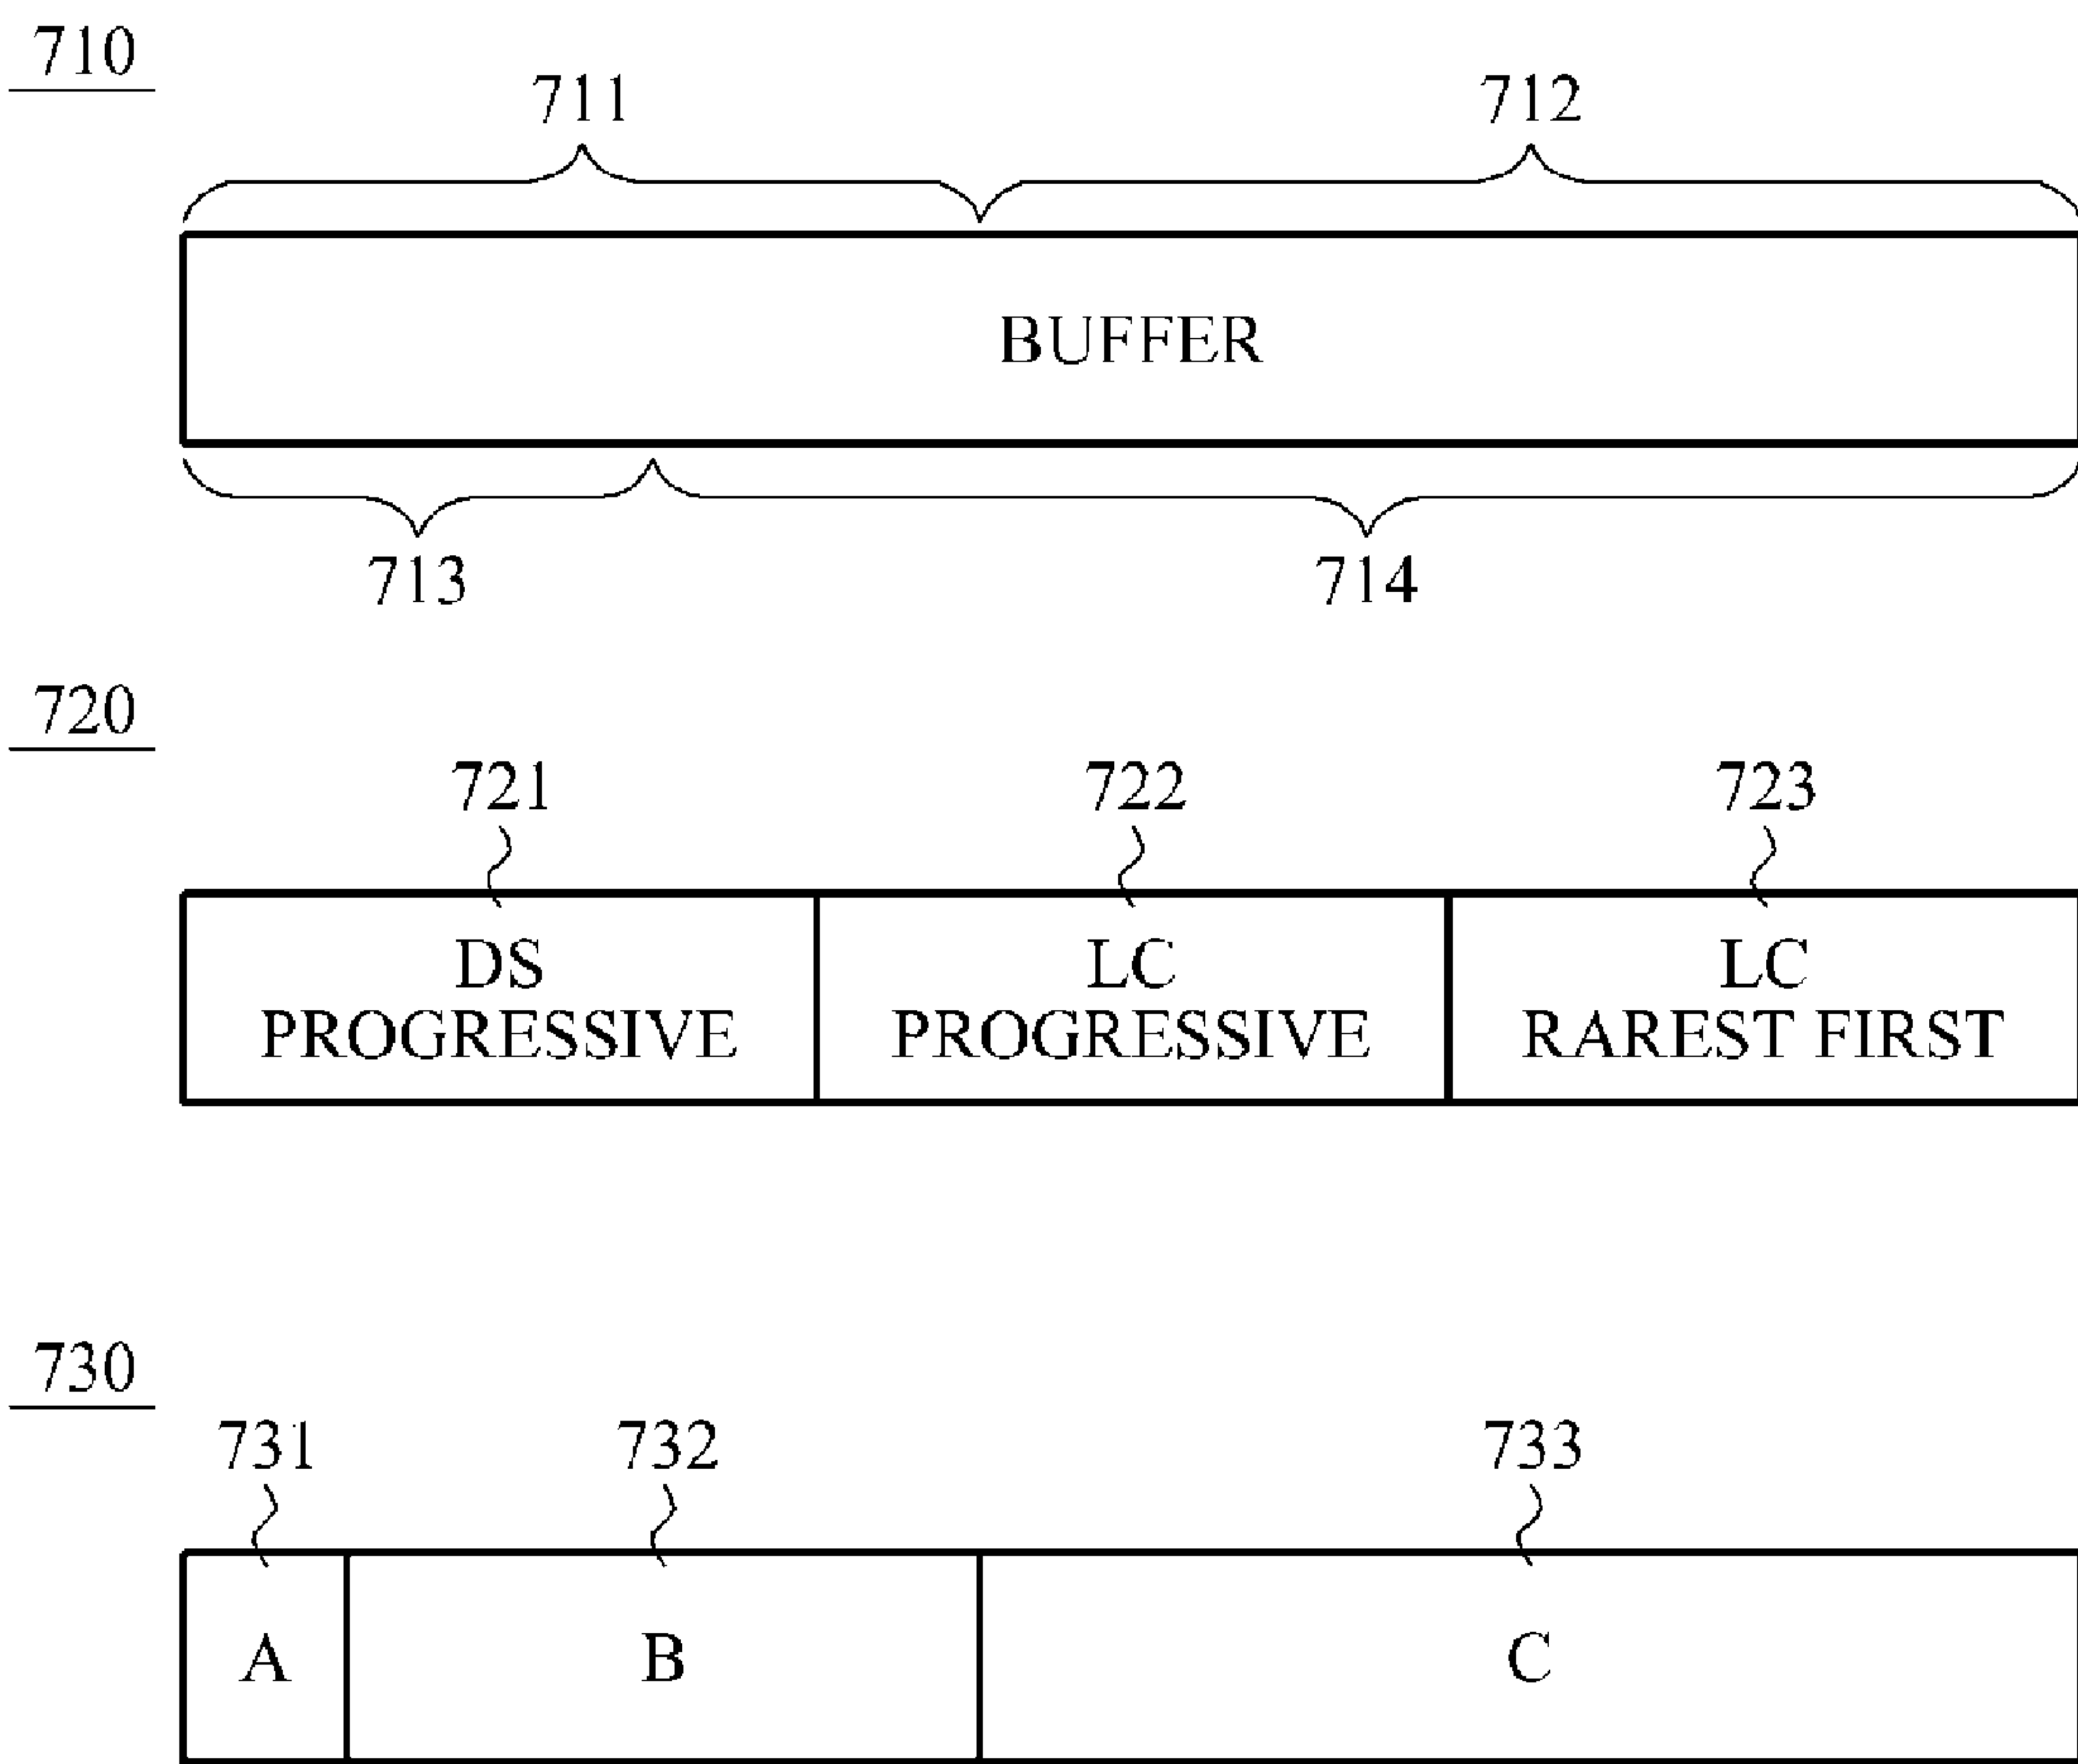 710
711 712
BUFFER
713 714
720
721 722 723
DS LC LC
PROGRESSIVE PROGRESSIVE RAREST FIRST
730
731 732 733
A B C